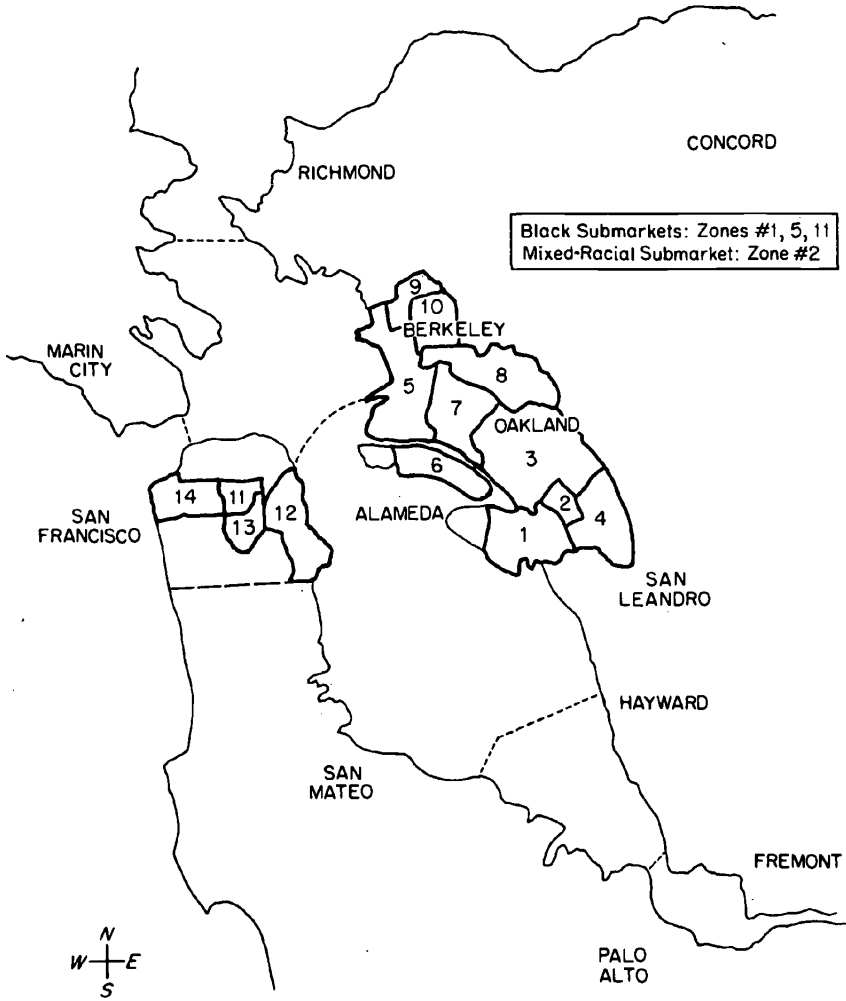 CONCORD
RICHMOND
Black Submarkets: Zones #1, 5, 11
Mixed-Racial Submarket: Zone #2
9
10
BERKELEY
MARIN
CITY
8
5
7
OAKLAND
3
6
14
11
2
12
ALAMEDA
4
SAN
FRANCISCO
13
1
SAN
LEANDRO
HAYWARD
SAN
MATEO
FREMONT
N
W E
S
PALO
ALTO